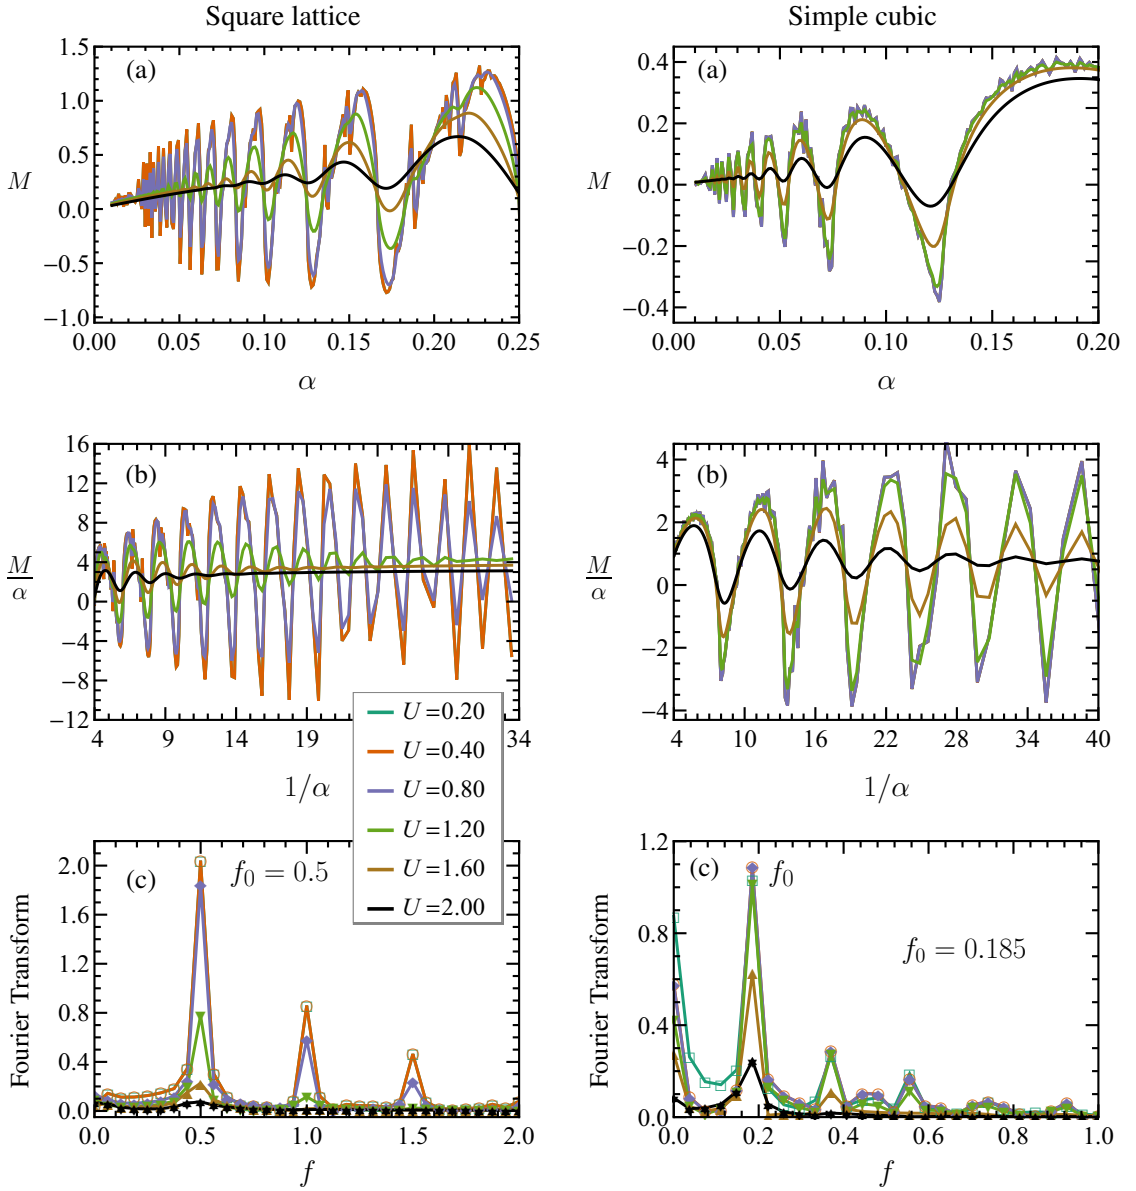 Square lattice
Simple cubic
(a)
1.5
1.0
0.5
0.0
−0.5
−1.0
M
0.00 0.05 0.10 0.15 0.20 0.25
α
(a)
0.4
0.2
0.0
−0.2
−0.4
M
0.00 0.05 0.10 0.15 0.20
α
(b)
16
12
8
4
0
−4
−8
−12
M/α
4 9 14 19 34
1/α
(b)
4
2
0
−2
−4
M/α
4 10 16 22 28 34 40
1/α
U=0.20
U=0.40
U=0.80
U=1.20
U=1.60
U=2.00
(c)
f₀ = 0.5
2.0
1.6
1.2
0.8
0.4
0.0
Fourier Transform
0.0 0.5 1.0 1.5 2.0
f
(c)
f₀
f₀ = 0.185
1.2
0.9
0.6
0.4
0.0
Fourier Transform
0.0 0.2 0.4 0.6 0.8 1.0
f